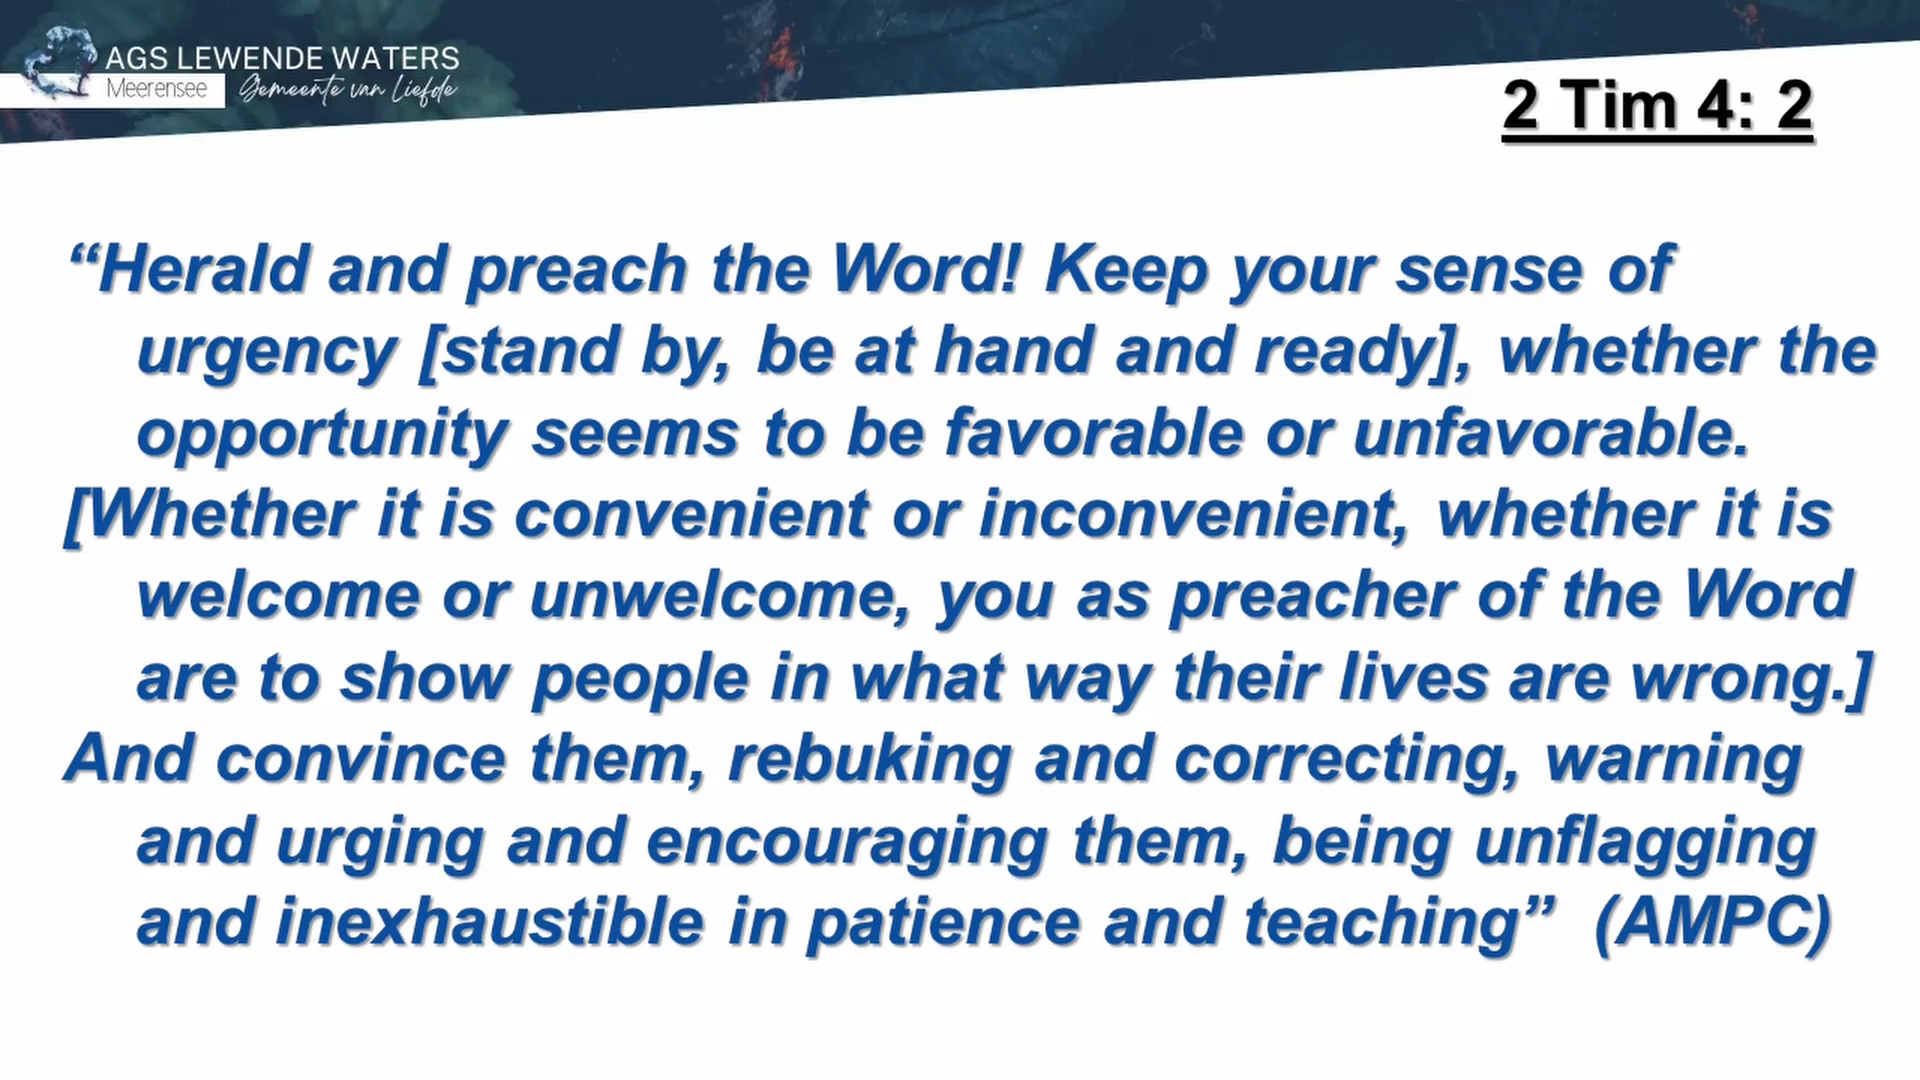 AGS LEWENDE WATERS
Meerensee Gemeente van Liefde
2 Tim 4: 2
“Herald and preach the Word! Keep your sense of
urgency [stand by, be at hand and ready], whether the
opportunity seems to be favorable or unfavorable.
[Whether it is convenient or inconvenient, whether it is
welcome or unwelcome, you as preacher of the Word
are to show people in what way their lives are wrong.]
And convince them, rebuking and correcting, warning
and urging and encouraging them, being unflagging
and inexhaustible in patience and teaching” (AMPC)